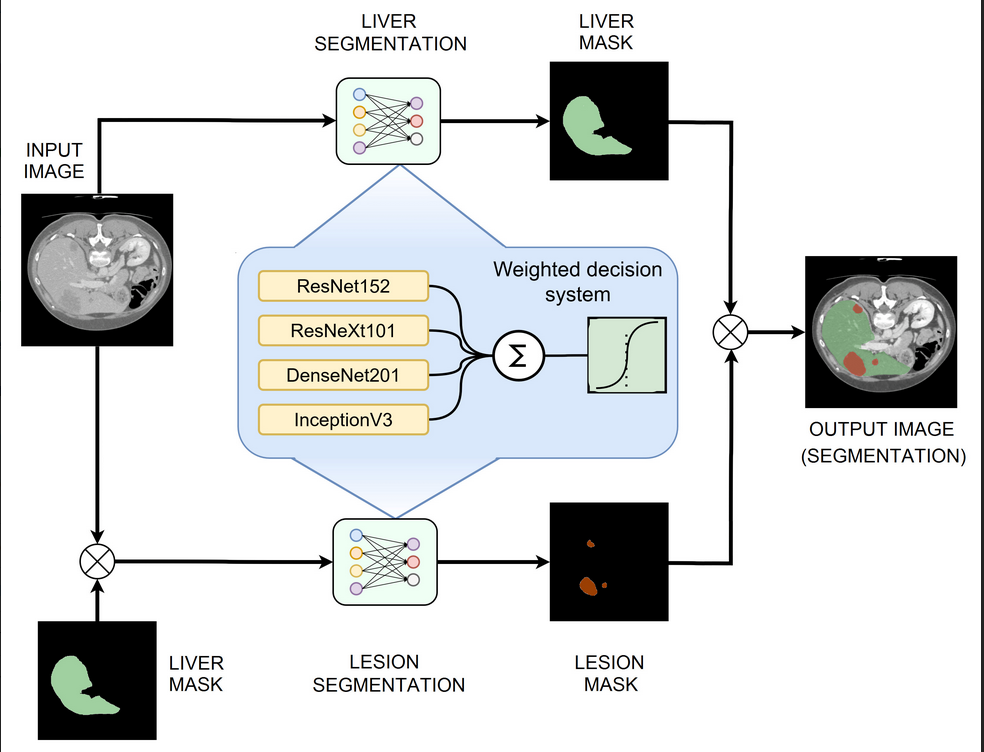 LIVER
SEGMENTATION
LIVER
MASK
INPUT
IMAGE
Weighted decision
system
ResNet152
ResNeXt101
DenseNet201
InceptionV3
Σ
OUTPUT IMAGE
(SEGMENTATION)
LIVER
MASK
LESION
SEGMENTATION
LESION
MASK